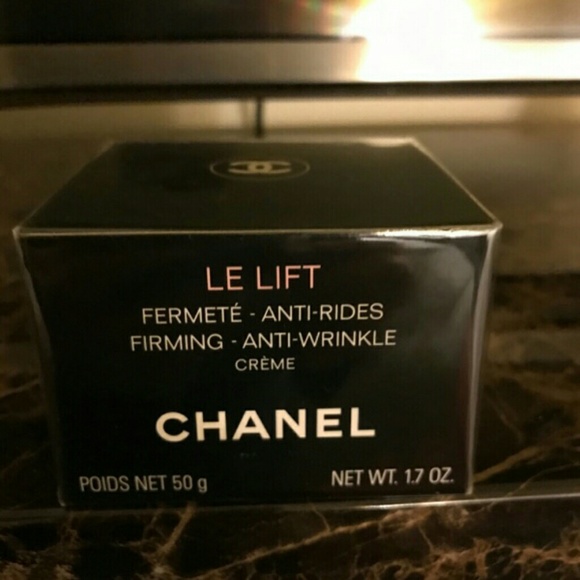 LE LIFT
FERMETÉ - ANTI-RIDES
FIRMING - ANTI-WRINKLE
CRÈME
CHANEL
POIDS NET 50 g NET WT. 1.7 OZ.